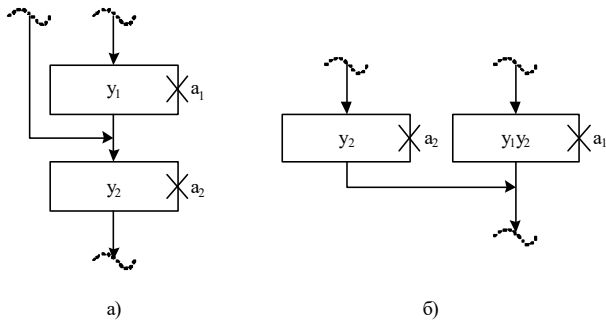 y₁ a₁
y₂ a₂
y₂ a₂ y₁y₂ a₁
а) б)